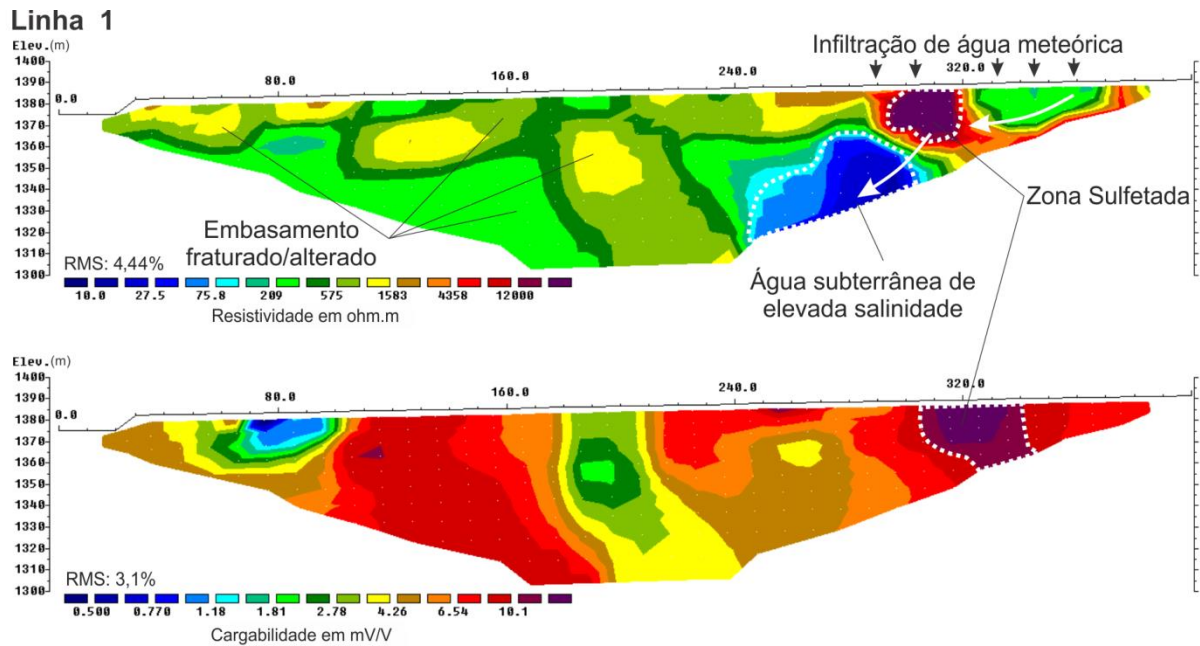 Linha 1
Elev.(m)
Infiltração de água meteórica
1400
1390
1380
1370
1360
1350
1340
1330
1320
1310
1300
0.0
80.0
160.0
240.0
320.0
Zona Sulfetada
Embasamento
fraturado/alterado
Água subterrânea de
elevada salinidade
RMS: 4,44%
10.0 27.5 75.8 209 575 1583 4358 12000
Resistividade em ohm.m
Elev.(m)
1400
1390
1380
1370
1360
1350
1340
1330
1320
1310
1300
0.0
80.0
160.0
240.0
320.0
RMS: 3,1%
0.500 0.770 1.18 1.81 2.78 4.26 6.54 10.1
Cargabilidade em mV/V